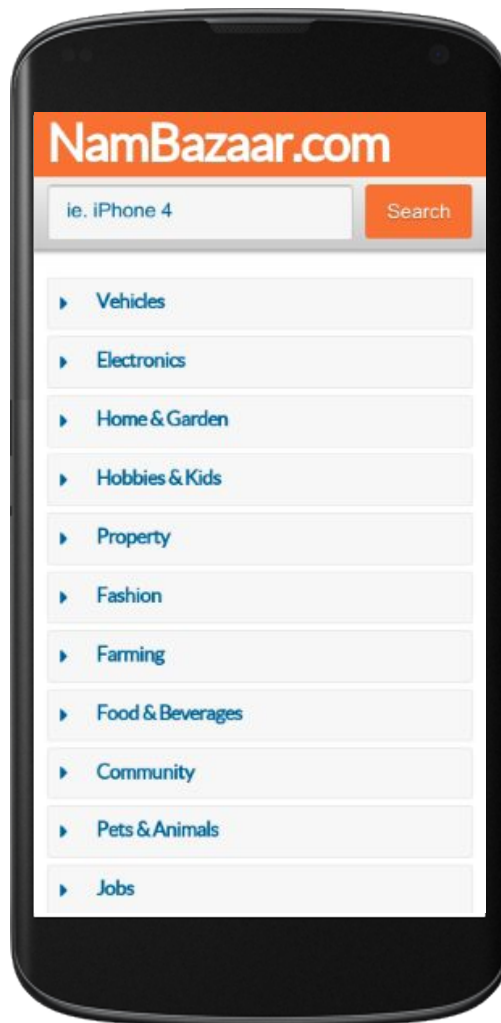 NamBazaar.com
ie. iPhone 4
Search
Vehicles
Electronics
Home & Garden
Hobbies & Kids
Property
Fashion
Farming
Food & Beverages
Community
Pets & Animals
Jobs